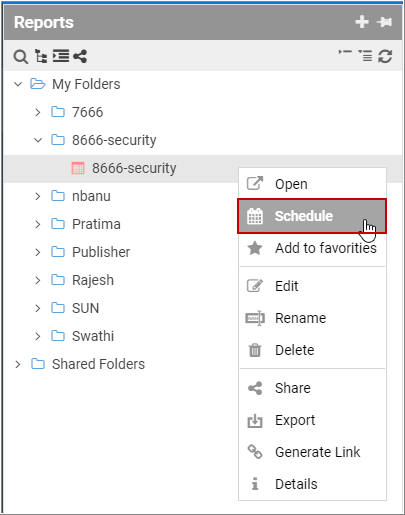 Reports
My Folders
7666
8666-security
8666-security
nbanu
Pratima
Publisher
Rajesh
SUN
Swathi
Shared Folders
Open
Schedule
Add to favorities
Edit
Rename
Delete
Share
Export
Generate Link
Details